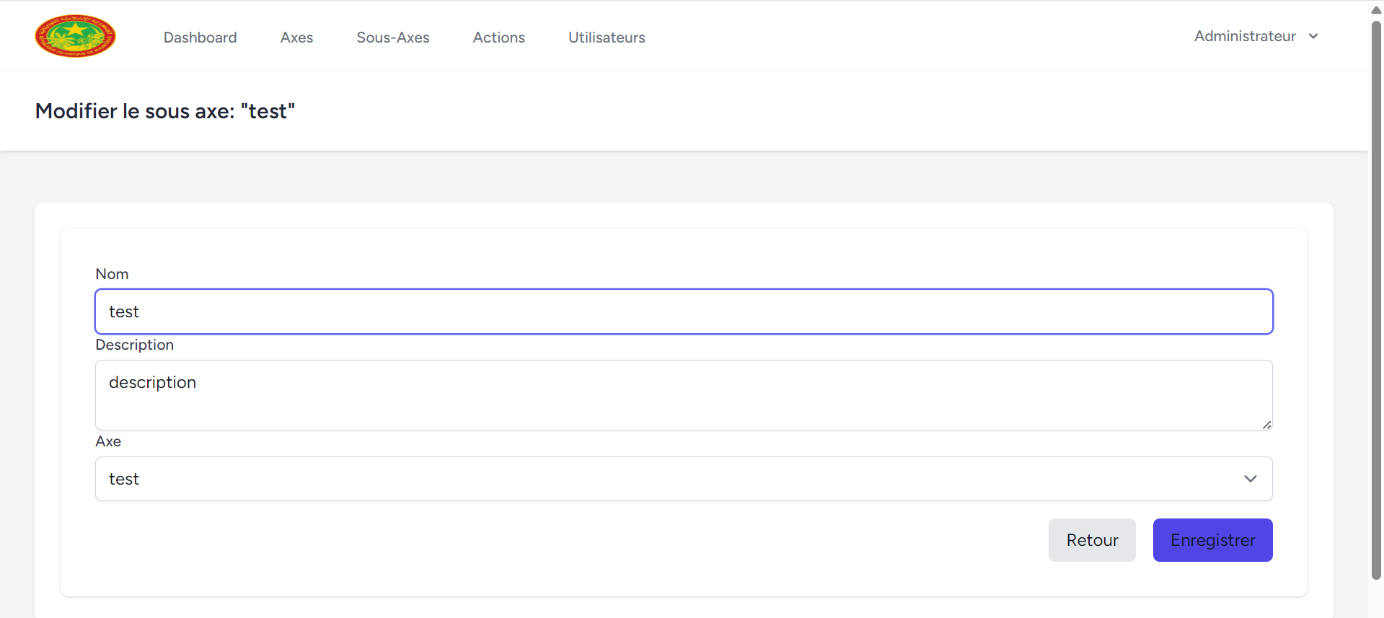 Dashboard Axes Sous-Axes Actions Utilisateurs Administrateur
Modifier le sous axe: "test"
Nom
test
Description
description
Axe
test
Retour Enregistrer